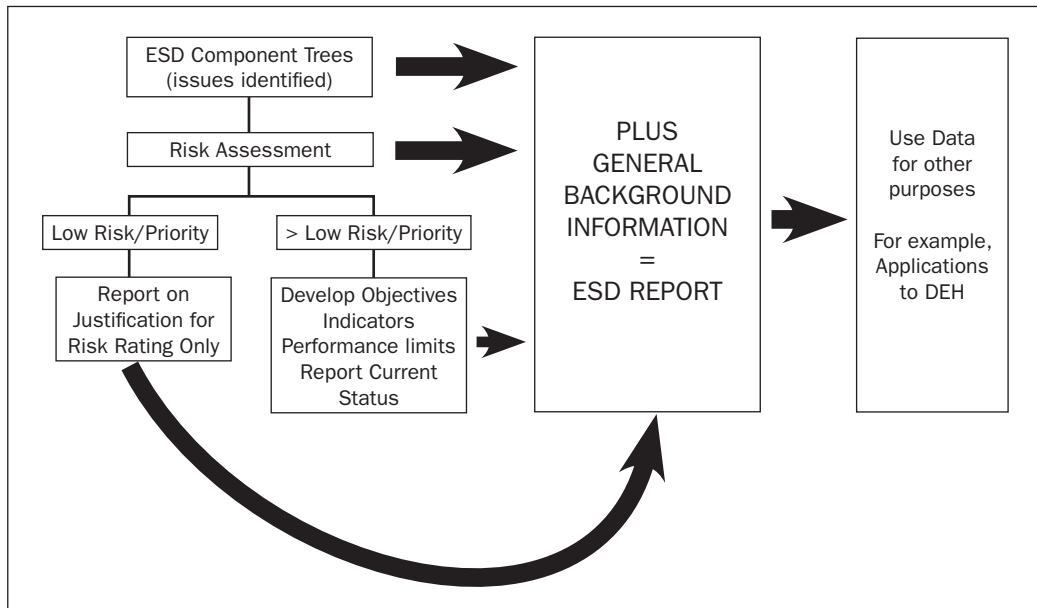 ESD Component Trees
(issues identified)
Risk Assessment
Low Risk/Priority
> Low Risk/Priority
Report on
Justification for
Risk Rating Only
Develop Objectives
Indicators
Performance limits
Report Current
Status
PLUS
GENERAL
BACKGROUND
INFORMATION
=
ESD REPORT
Use Data
for other
purposes
For example,
Applications
to DEH